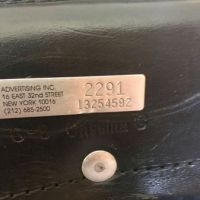 ADVERTISING INC
16 EAST 32nd STREET
NEW YORK 10016
(212) 685-2500
2291
13254592